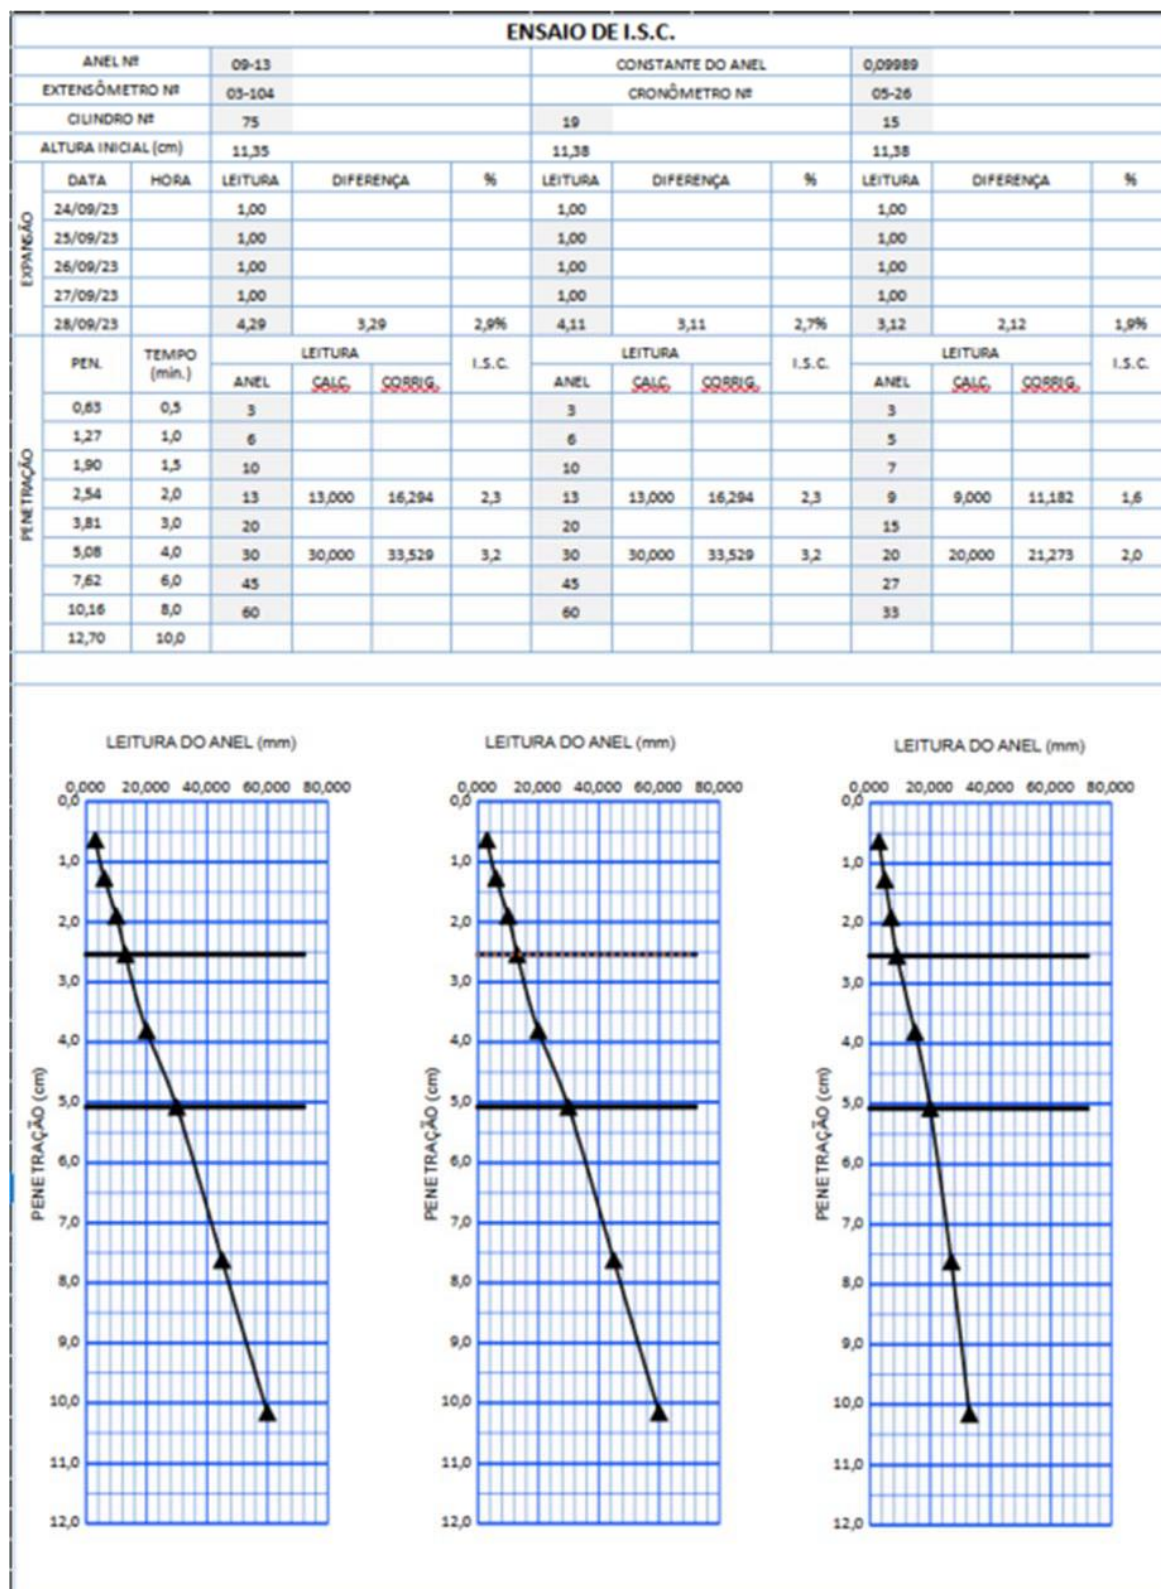 ENSAIO DE I.S.C.
ANEL Nº 09-13 CONSTANTE DO ANEL 0,09989
EXTENSÔMETRO Nº 03-104 CRONÔMETRO Nº 05-26
CILINDRO Nº 75 19 15
ALTURA INICIAL (cm) 11,35 11,38 11,38
EXPANSÃO
DATA HORA LEITURA DIFERENÇA % LEITURA DIFERENÇA % LEITURA DIFERENÇA %
24/09/23 1,00 1,00 1,00
25/09/23 1,00 1,00 1,00
26/09/23 1,00 1,00 1,00
27/09/23 1,00 1,00 1,00
28/09/23 4,29 3,29 2,9% 4,11 3,11 2,7% 3,12 2,12 1,9%
PENETRAÇÃO
PEN. TEMPO (min.) LEITURA I.S.C. LEITURA I.S.C. LEITURA I.S.C.
ANEL CALC. CORRIG. ANEL CALC. CORRIG. ANEL CALC. CORRIG.
0,63 0,5 3 3 3
1,27 1,0 6 6 5
1,90 1,5 10 10 7
2,54 2,0 13 13,000 16,294 2,3 13 13,000 16,294 2,3 9 9,000 11,182 1,6
3,81 3,0 20 20 15
5,08 4,0 30 30,000 33,529 3,2 30 30,000 33,529 3,2 20 20,000 21,273 2,0
7,62 6,0 45 45 27
10,16 8,0 60 60 33
12,70 10,0
LEITURA DO ANEL (mm)
0,000 20,000 40,000 60,000 80,000
0,0
1,0
2,0
3,0
4,0
5,0
6,0
7,0
8,0
9,0
10,0
11,0
12,0
PENETRAÇÃO (cm)
LEITURA DO ANEL (mm)
0,000 20,000 40,000 60,000 80,000
0,0
1,0
2,0
3,0
4,0
5,0
6,0
7,0
8,0
9,0
10,0
11,0
12,0
PENETRAÇÃO (cm)
LEITURA DO ANEL (mm)
0,000 20,000 40,000 60,000 80,000
0,0
1,0
2,0
3,0
4,0
5,0
6,0
7,0
8,0
9,0
10,0
11,0
12,0
PENETRAÇÃO (cm)